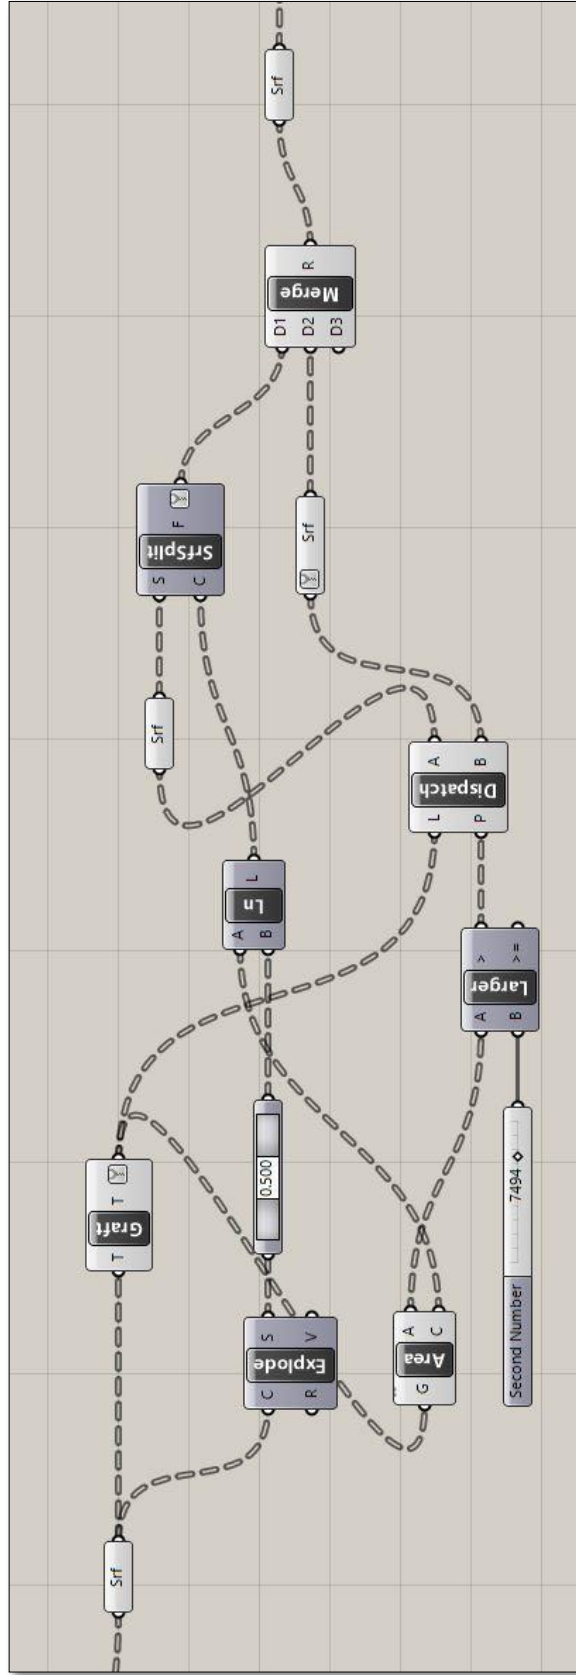 Srf
T
Graft
T
C
R
Explode
S
V
G
Area
A
C
Second Number
7494
0.500
A
B
Ln
L
A
B
Larger
>
>=
L
P
Dispatch
A
B
Srf
S
C
SrfSplit
F
Srf
D1
D2
D3
Merge
R
Srf